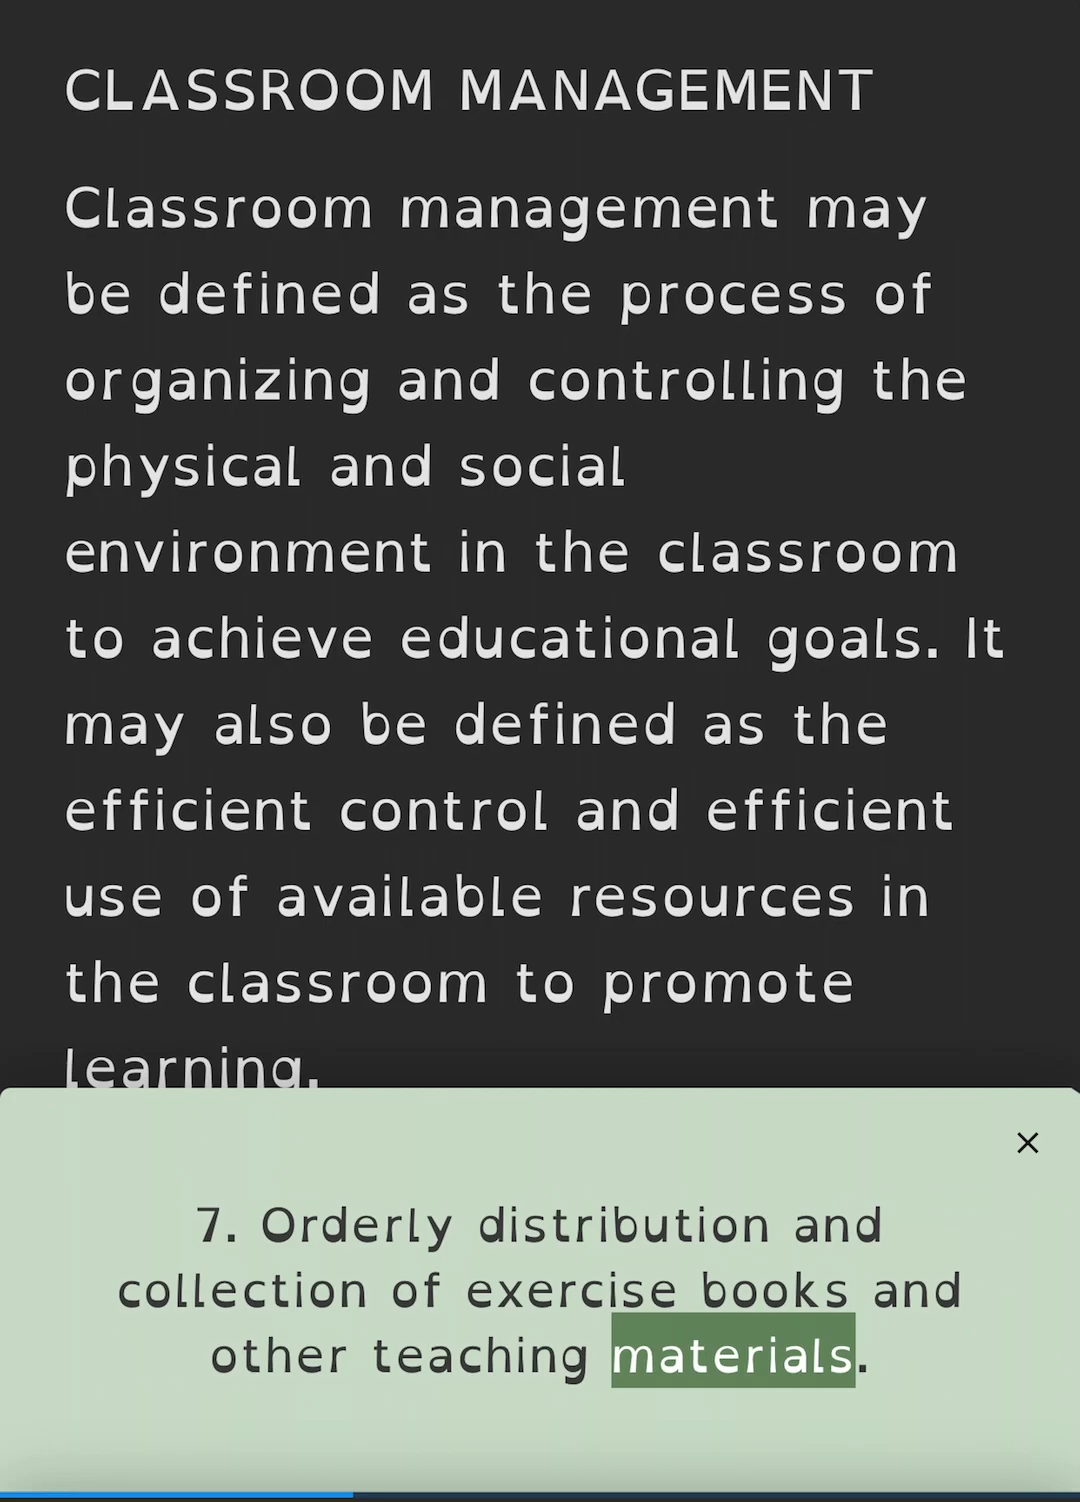 CLASSROOM MANAGEMENT
Classroom management may
be defined as the process of
organizing and controlling the
physical and social
environment in the classroom
to achieve educational goals. It
may also be defined as the
efficient control and efficient
use of available resources in
the classroom to promote
learning.
7. Orderly distribution and
collection of exercise books and
other teaching materials.